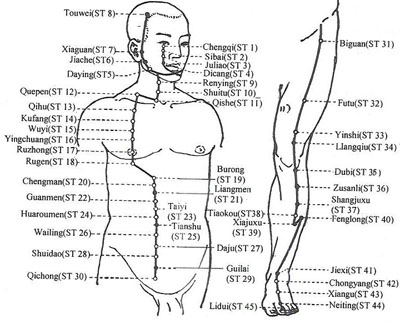 Touwei(ST 8)
Xiaguan(ST 7)
Jiache(ST6)
Daying(ST5)
Quepen(ST 12)
Qihu(ST 13)
Kufang(ST 14)
Wuyi(ST 15)
Yingchuang(ST 16)
Ruzhong(ST 17)
Rugen(ST 18)
Chengman(ST 20)
Guanmen(ST 22)
Huaroumen(ST 24)
Wailing(ST 26)
Shuidao(ST 28)
Qichong(ST 30)
Chengqi(ST 1)
Sibai(ST 2)
Juliao(ST 3)
Dicang(ST 4)
Renying(ST 9)
Shuitu(ST 10)
Qishe(ST 11)
Burong
(ST 19)
Liangmen
(ST 21)
Taiyi
(ST 23)
Tianshu
(ST 25)
Daju(ST 27)
Guilai
(ST 29)
Biguan(ST 31)
Futu(ST 32)
Yinshi(ST 33)
Llangqiu(ST 34)
Dubi(ST 35)
Zusanli(ST 36)
Shangjuxu
(ST 37)
Tiaokou(ST38)
Xiajuxu
(ST 39)
Fenglong(ST 40)
Jiexi(ST 41)
Chongyang(ST 42)
Xiangu(ST 43)
Neiting(ST 44)
Lidui(ST 45)